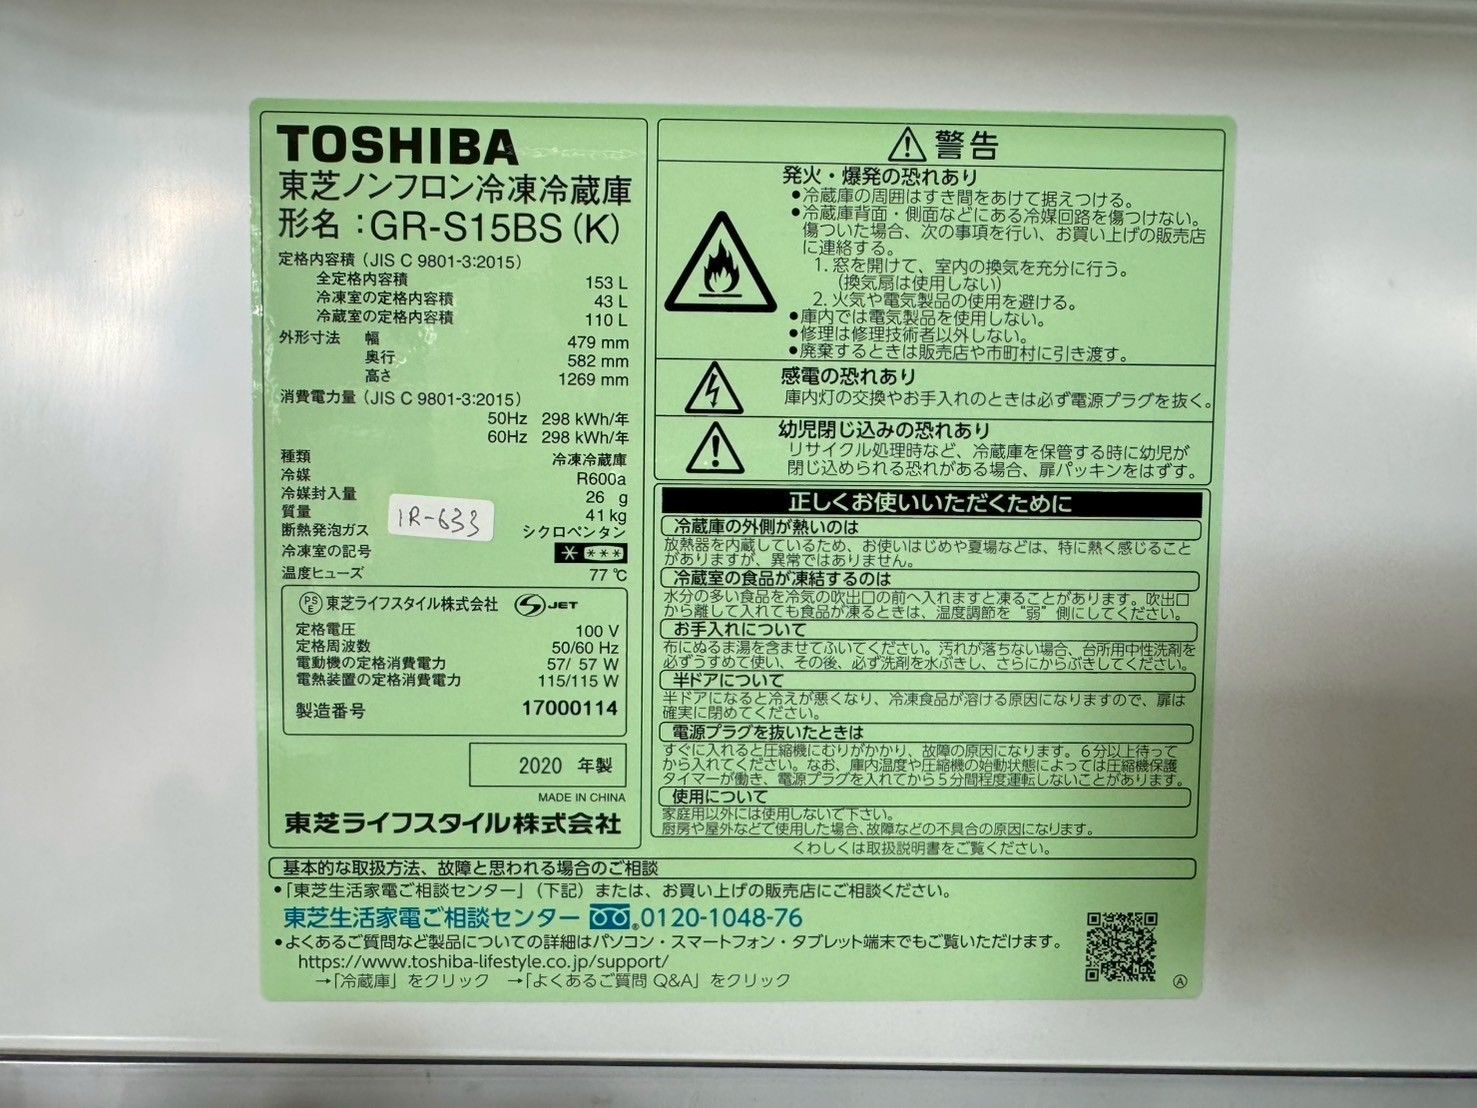 TOSHIBA
東芝ノンフロン冷凍冷蔵庫
形名：GR-S15BS（K）
定格内容積（JIS C 9801-3:2015）
全定格内容積 153 L
冷凍室の定格内容積 43 L
冷蔵室の定格内容積 110 L
外形寸法 幅 479 mm
奥行 582 mm
高さ 1269 mm
消費電力量（JIS C 9801-3:2015）
50Hz 298 kWh/年
60Hz 298 kWh/年
種類 冷凍冷蔵庫
冷媒 R600a
冷媒封入量 26 g
質量 41 kg
断熱発泡ガス シクロペンタン
冷凍室の記号 * ***
温度ヒューズ 77 ℃
IR-633
PS E 東芝ライフスタイル株式会社 S JET
定格電圧 100 V
定格周波数 50/60 Hz
電動機の定格消費電力 57/ 57 W
電熱装置の定格消費電力 115/115 W
製造番号 17000114
2020 年製
MADE IN CHINA
東芝ライフスタイル株式会社
警告
発火・爆発の恐れあり
●冷蔵庫の周囲はすき間をあけて据えつける。
●冷蔵庫背面・側面などにある冷媒回路を傷つけない。
傷ついた場合、次の事項を行い、お買い上げの販売店
に連絡する。
1. 窓を開けて、室内の換気を充分に行う。
（換気扇は使用しない）
2. 火気や電気製品の使用を避ける。
●庫内では電気製品を使用しない。
●修理は修理技術者以外しない。
●廃棄するときは販売店や市町村に引き渡す。
感電の恐れあり
庫内灯の交換やお手入れのときは必ず電源プラグを抜く。
幼児閉じ込みの恐れあり
リサイクル処理時など、冷蔵庫を保管する時に幼児が
閉じ込められる恐れがある場合、扉パッキンをはずす。
正しくお使いいただくために
冷蔵庫の外側が熱いのは
放熱器を内蔵しているため、お使いはじめや夏場などは、特に熱く感じること
がありますが、異常ではありません。
冷蔵室の食品が凍結するのは
水分の多い食品を冷気の吹出口の前へ入れますと凍ることがあります。吹出口
から離して入れても食品が凍るときは、温度調節を“弱”側にしてください。
お手入れについて
布にぬるま湯を含ませてふいてください。汚れが落ちない場合、台所用中性洗剤を
必ずうすめて使い、その後、必ず洗剤を水ぶきし、さらにからぶきしてください。
半ドアについて
半ドアになると冷えが悪くなり、冷凍食品が溶ける原因になりますので、扉は
確実に閉めてください。
電源プラグを抜いたときは
すぐに入れると圧縮機にむりがかかり、故障の原因になります。6分以上待って
から入れてください。なお、庫内温度や圧縮機の始動状態によっては圧縮機保護
タイマーが働き、電源プラグを入れてから5分間程度運転しないことがあります。
使用について
家庭用以外には使用しないで下さい。
厨房や屋外などで使用した場合、故障などの不具合の原因になります。
くわしくは取扱説明書をご覧ください。
基本的な取扱方法、故障と思われる場合のご相談
●「東芝生活家電ご相談センター」（下記）または、お買い上げの販売店にご相談ください。
東芝生活家電ご相談センター 0120-1048-76
●よくあるご質問など製品についての詳細はパソコン・スマートフォン・タブレット端末でもご覧いただけます。
https://www.toshiba-lifestyle.co.jp/support/
→「冷蔵庫」をクリック →「よくあるご質問 Q&A」をクリック
Ⓐ